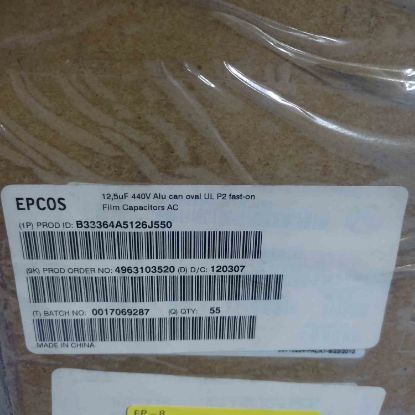 EPCOS
12,5uF 440V Alu can oval UL P2 fast-on
Film Capacitors AC
(1P) PROD ID: B33364A5126J550
(9K) PROD ORDER NO: 4963103520 (D) D/C: 120307
(T) BATCH NO: 0017069287 (Q) QTY: 55
MADE IN CHINA